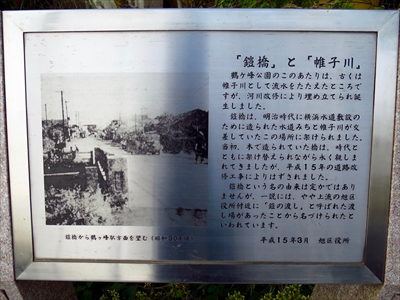 「鎧橋」と「帷子川」
鶴ケ峰公園のこのあたりは、古くは
帷子川として流水をたたえたところで
すが、河川改修により埋め立てられ誕
生しました。
鎧橋は、明治時代に横浜水道敷設の
ために造られた水道みちと帷子川が交
差していたこの場所に架けられました。
当初、木で造られていた橋は、時代と
ともに架け替えられながら永く親しま
れてきましたが、平成15年の道路改
修工事によりはずされました。
鎧橋という名の由来は定かではあり
ませんが、一説には、やや上流の旭区
役所付近に「鎧の渡し」と呼ばれた渡
し場があったことから名づけられたと
いわれています。
平成15年3月 旭区役所
鎧橋から鶴ヶ峰駅方面を望む(昭和30年頃)